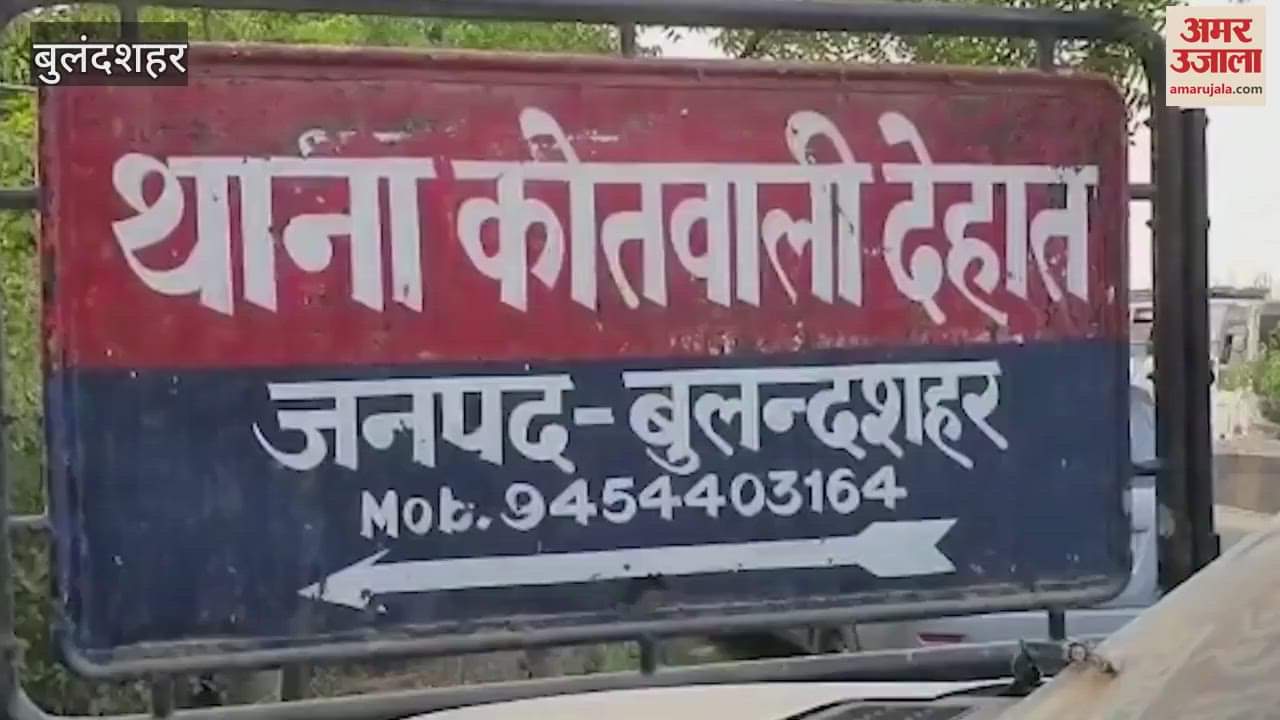 बुलंदशहर
अमर
उजाला
amarujala.com
थाना कोतवाली देहात
जनपद-बुलन्दशहर
Mob. 9454403164